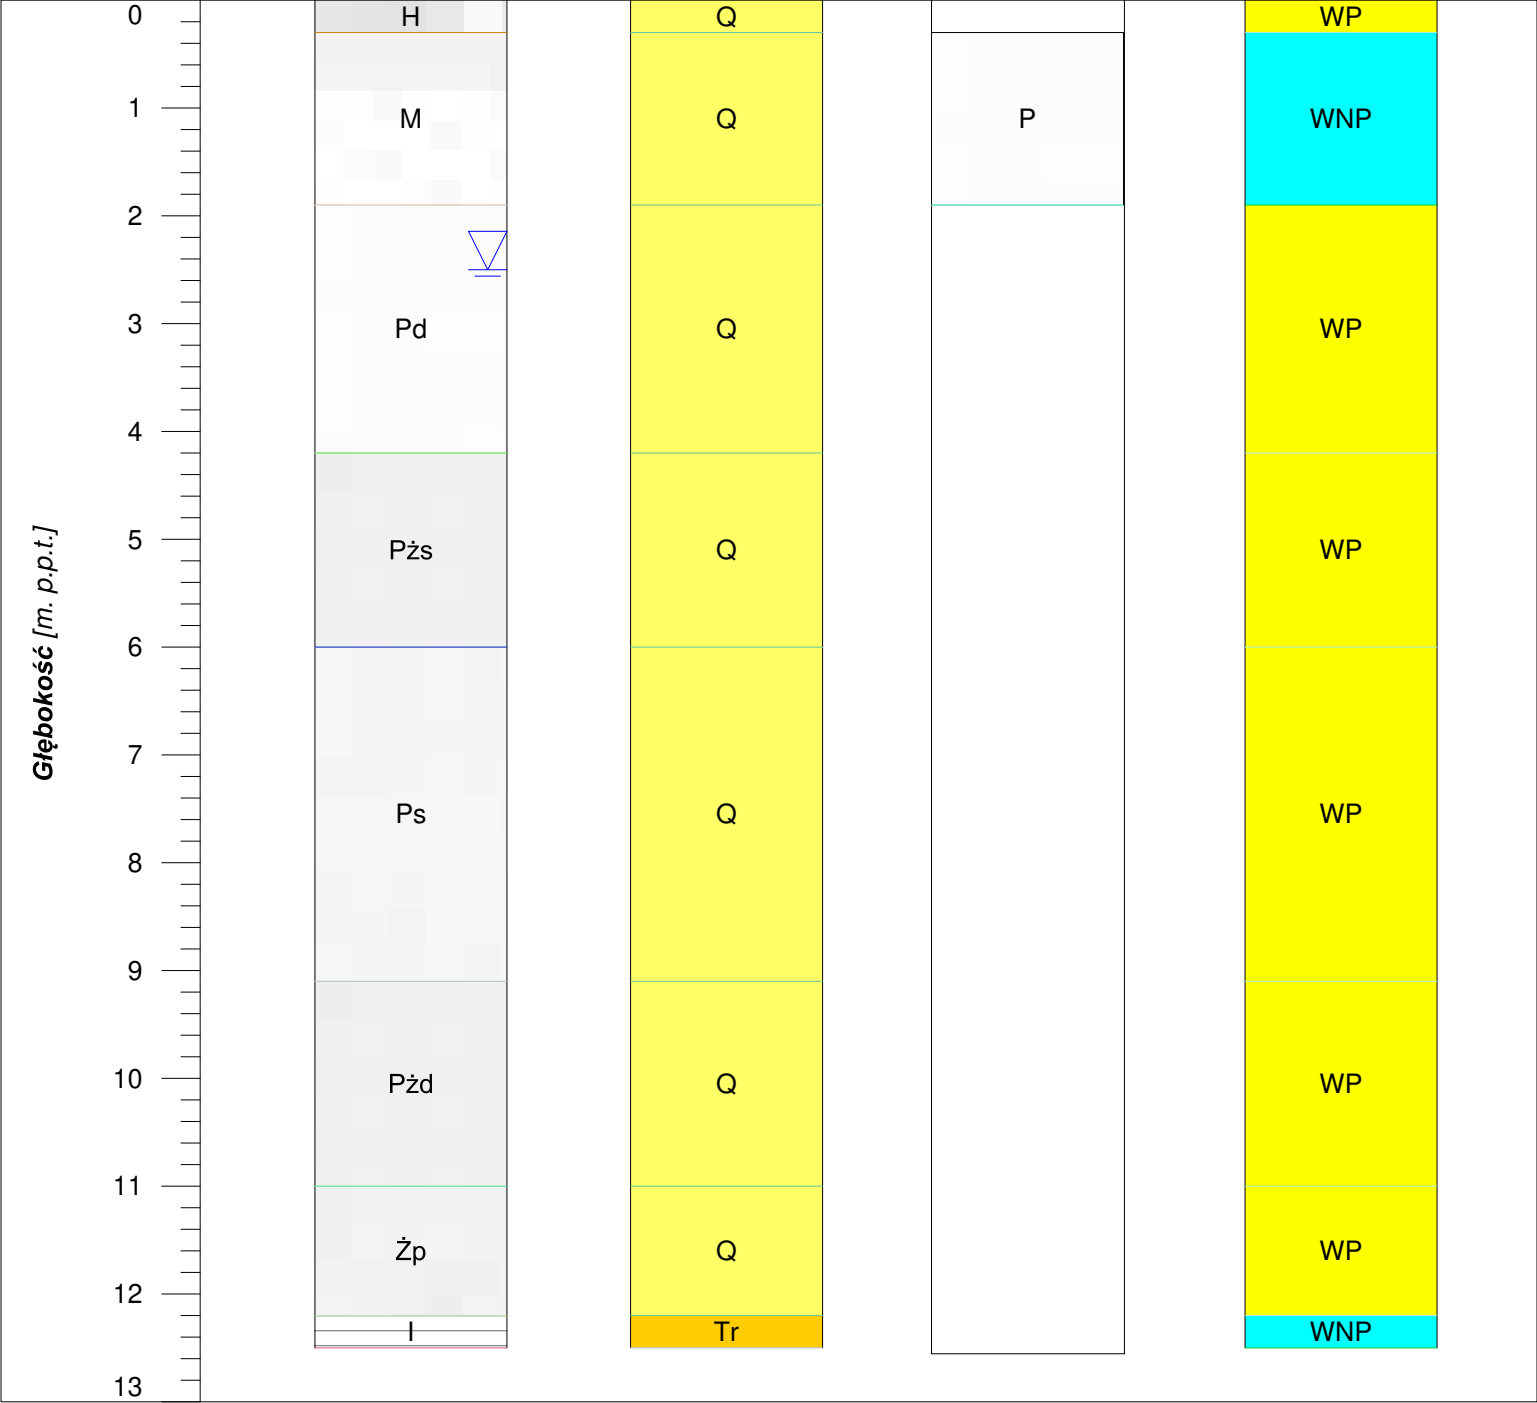 0 H Q WP
1 M Q P WNP
2
3 Pd Q WP
4
5 Pżs Q WP
Głębokość [m. p.p.t.]
6
7
Ps Q WP
8
9
10 Pżd Q WP
11
Żp Q WP
12
I Tr WNP
13